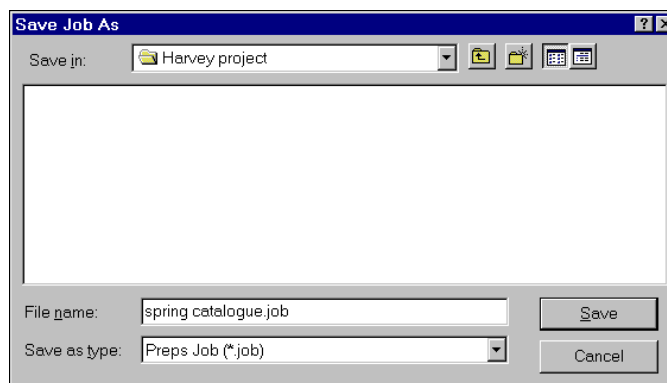 Save Job As
Save in: Harvey project
File name: spring catalogue.job Save
Save as type: Preps Job (*.job) Cancel